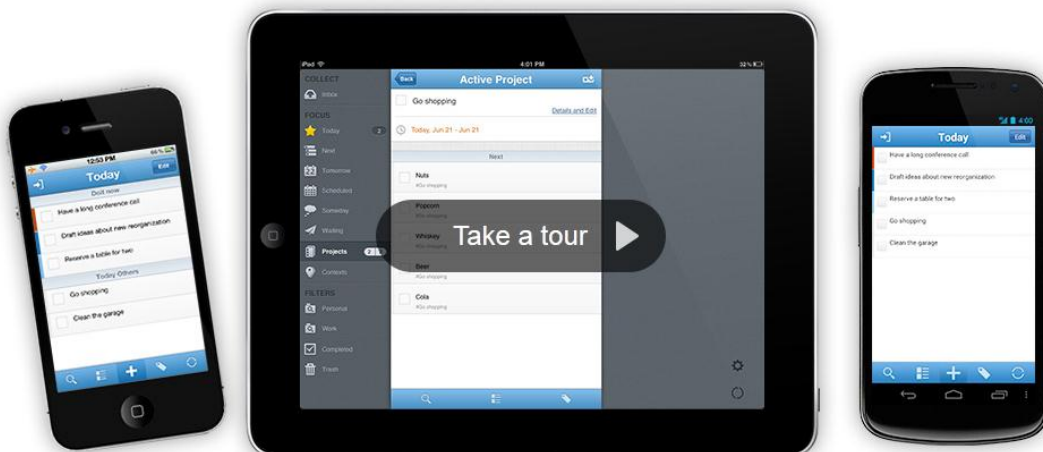 12:53 PM
66%
Today
Edit
Do it now
Have a long conference call
Draft ideas about new reorganization
Reserve a table for two
Today Others
Go shopping
Clean the garage
iPad
4:01 PM
32%
COLLECT
Inbox
FOCUS
Today
Next
Tomorrow
Scheduled
Someday
Waiting
Projects
2
Contexts
FILTERS
Personal
Work
Completed
Trash
Back
Active Project
Go shopping
Details and Edit
Today, Jun 21 - Jun 21
Next
Nuts
#Go shopping
Popcorn
#Go shopping
Whiskey
Beer
#Go shopping
Cola
#Go shopping
Take a tour
4:00
Today
Edit
Have a long conference call
Draft ideas about new reorganization
Reserve a table for two
Go shopping
Clean the garage